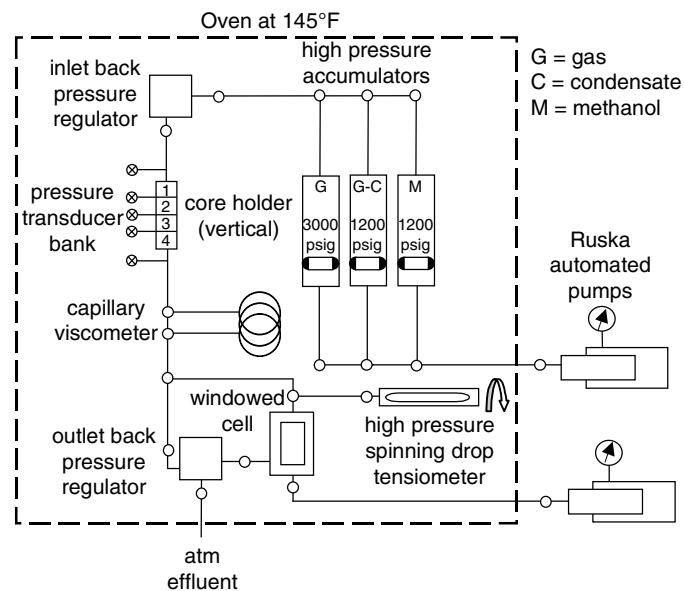 Oven at 145°F
inlet back
pressure
regulator
high pressure
accumulators
G = gas
C = condensate
M = methanol
G
G-C
M
3000
psig
1200
psig
1200
psig
pressure
transducer
bank
1
2
3
4
core holder
(vertical)
Ruska
automated
pumps
capillary
viscometer
windowed
cell
high pressure
spinning drop
tensiometer
outlet back
pressure
regulator
atm
effluent